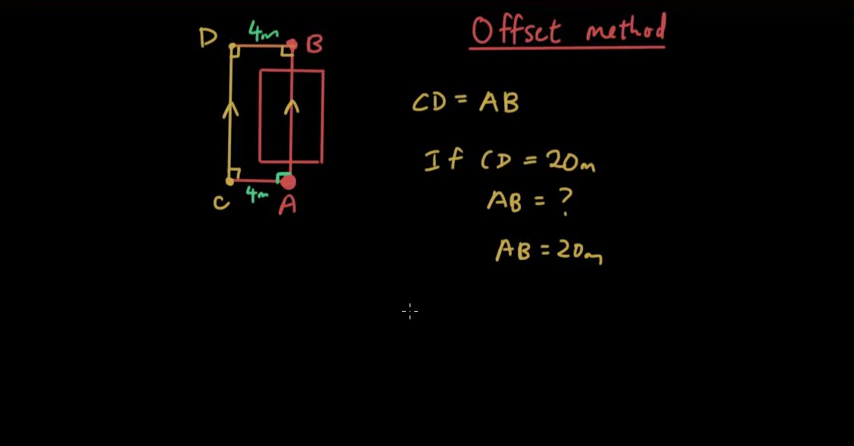 Offset method
D 4m B
C 4m A
CD = AB
If CD = 20m
AB = ?
AB = 20m